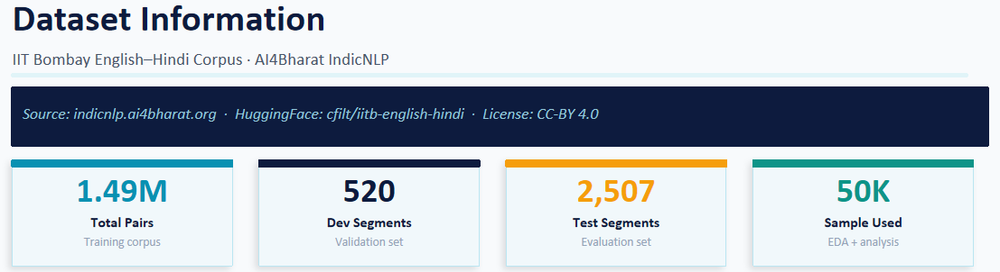 Dataset Information
IIT Bombay English–Hindi Corpus · AI4Bharat IndicNLP
Source: indicnlp.ai4bharat.org · HuggingFace: cfilt/iitb-english-hindi · License: CC-BY 4.0
1.49M
Total Pairs
Training corpus
520
Dev Segments
Validation set
2,507
Test Segments
Evaluation set
50K
Sample Used
EDA + analysis